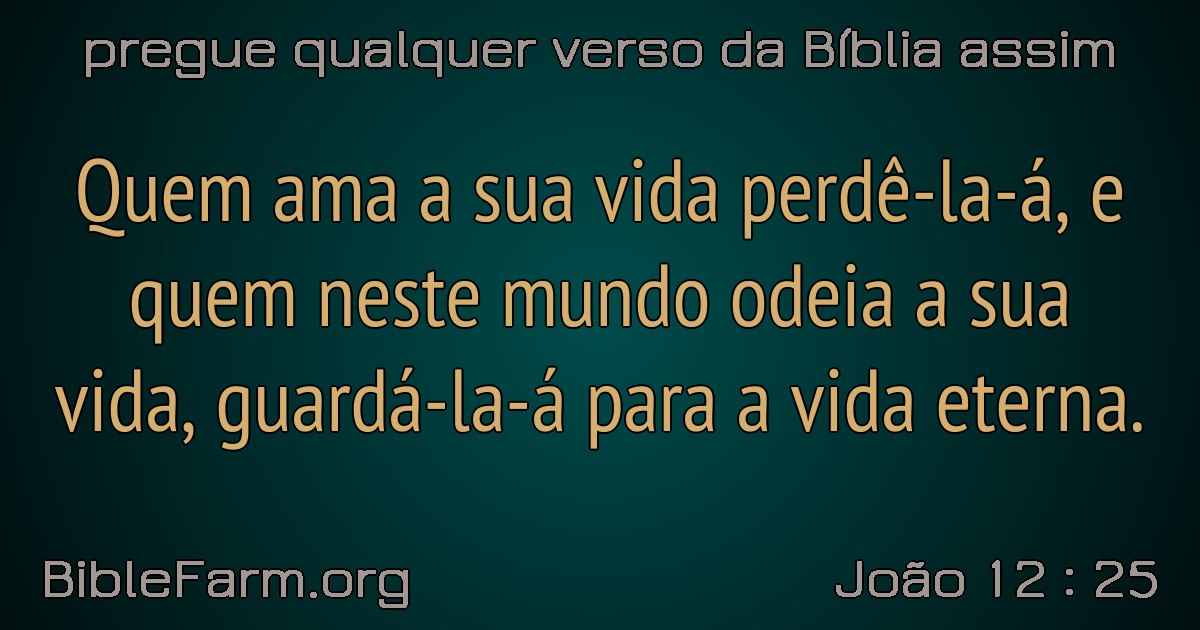 pregue qualquer verso da Bíblia assim
Quem ama a sua vida perdê-la-á, e
quem neste mundo odeia a sua
vida, guardá-la-á para a vida eterna.
BibleFarm.org
João 12 : 25